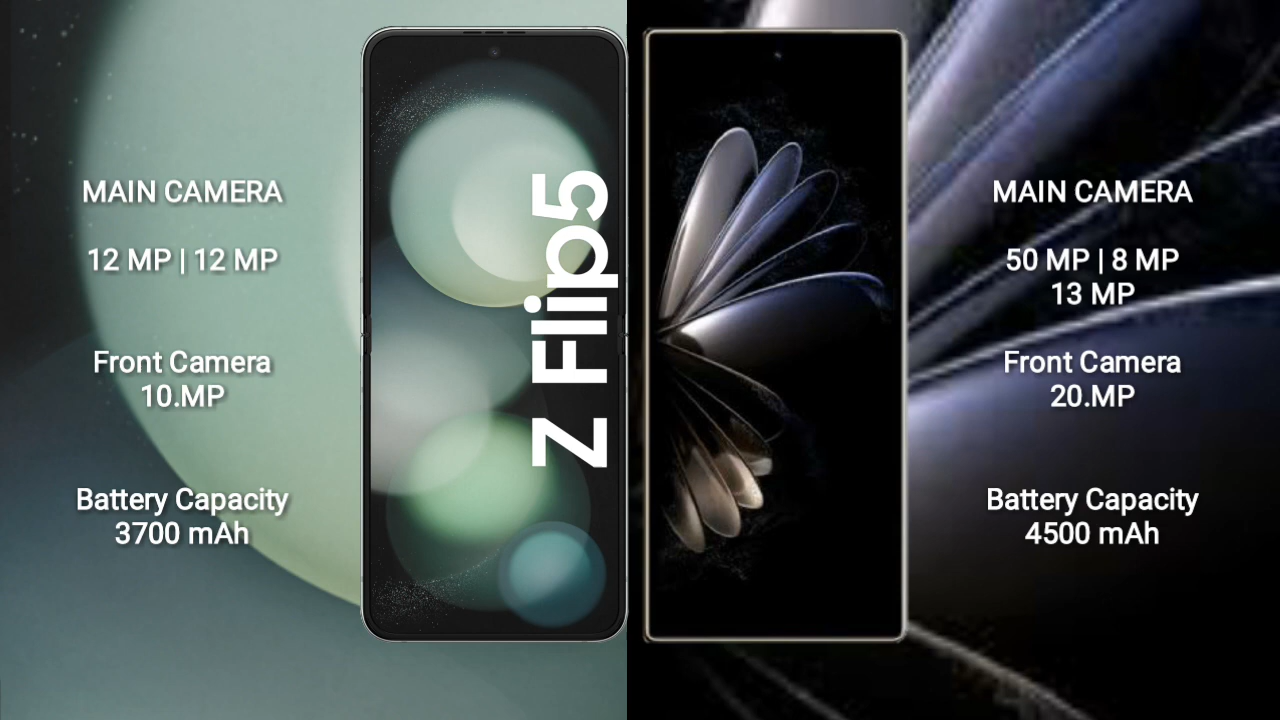 MAIN CAMERA
12 MP | 12 MP
Front Camera
10.MP
Battery Capacity
3700 mAh
Z Flip5
MAIN CAMERA
50 MP | 8 MP
13 MP
Front Camera
20.MP
Battery Capacity
4500 mAh